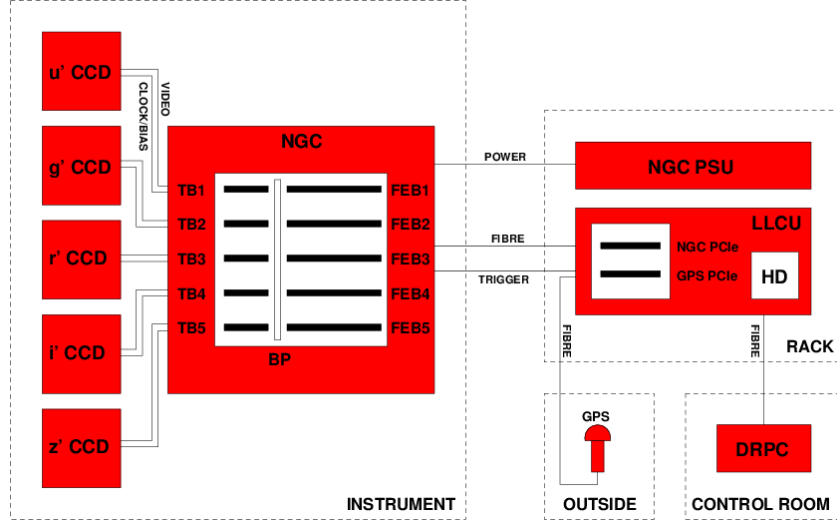 u' CCD
g' CCD
r' CCD
i' CCD
z' CCD
CLOCK/BIAS
VIDEO
NGC
TB1
TB2
TB3
TB4
TB5
FEB1
FEB2
FEB3
FEB4
FEB5
BP
INSTRUMENT
POWER
FIBRE
TRIGGER
NGC PSU
LLCU
NGC PCIe
GPS PCIe
HD
RACK
FIBRE
FIBRE
GPS
OUTSIDE
DRPC
CONTROL ROOM